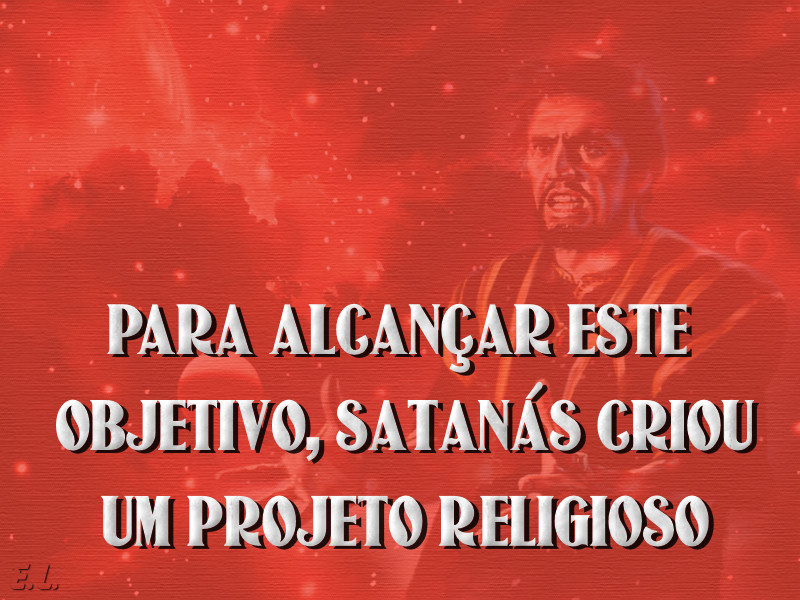 PARA ALCANÇAR ESTE
OBJETIVO, SATANÁS CRIOU
UM PROJETO RELIGIOSO
E. L.